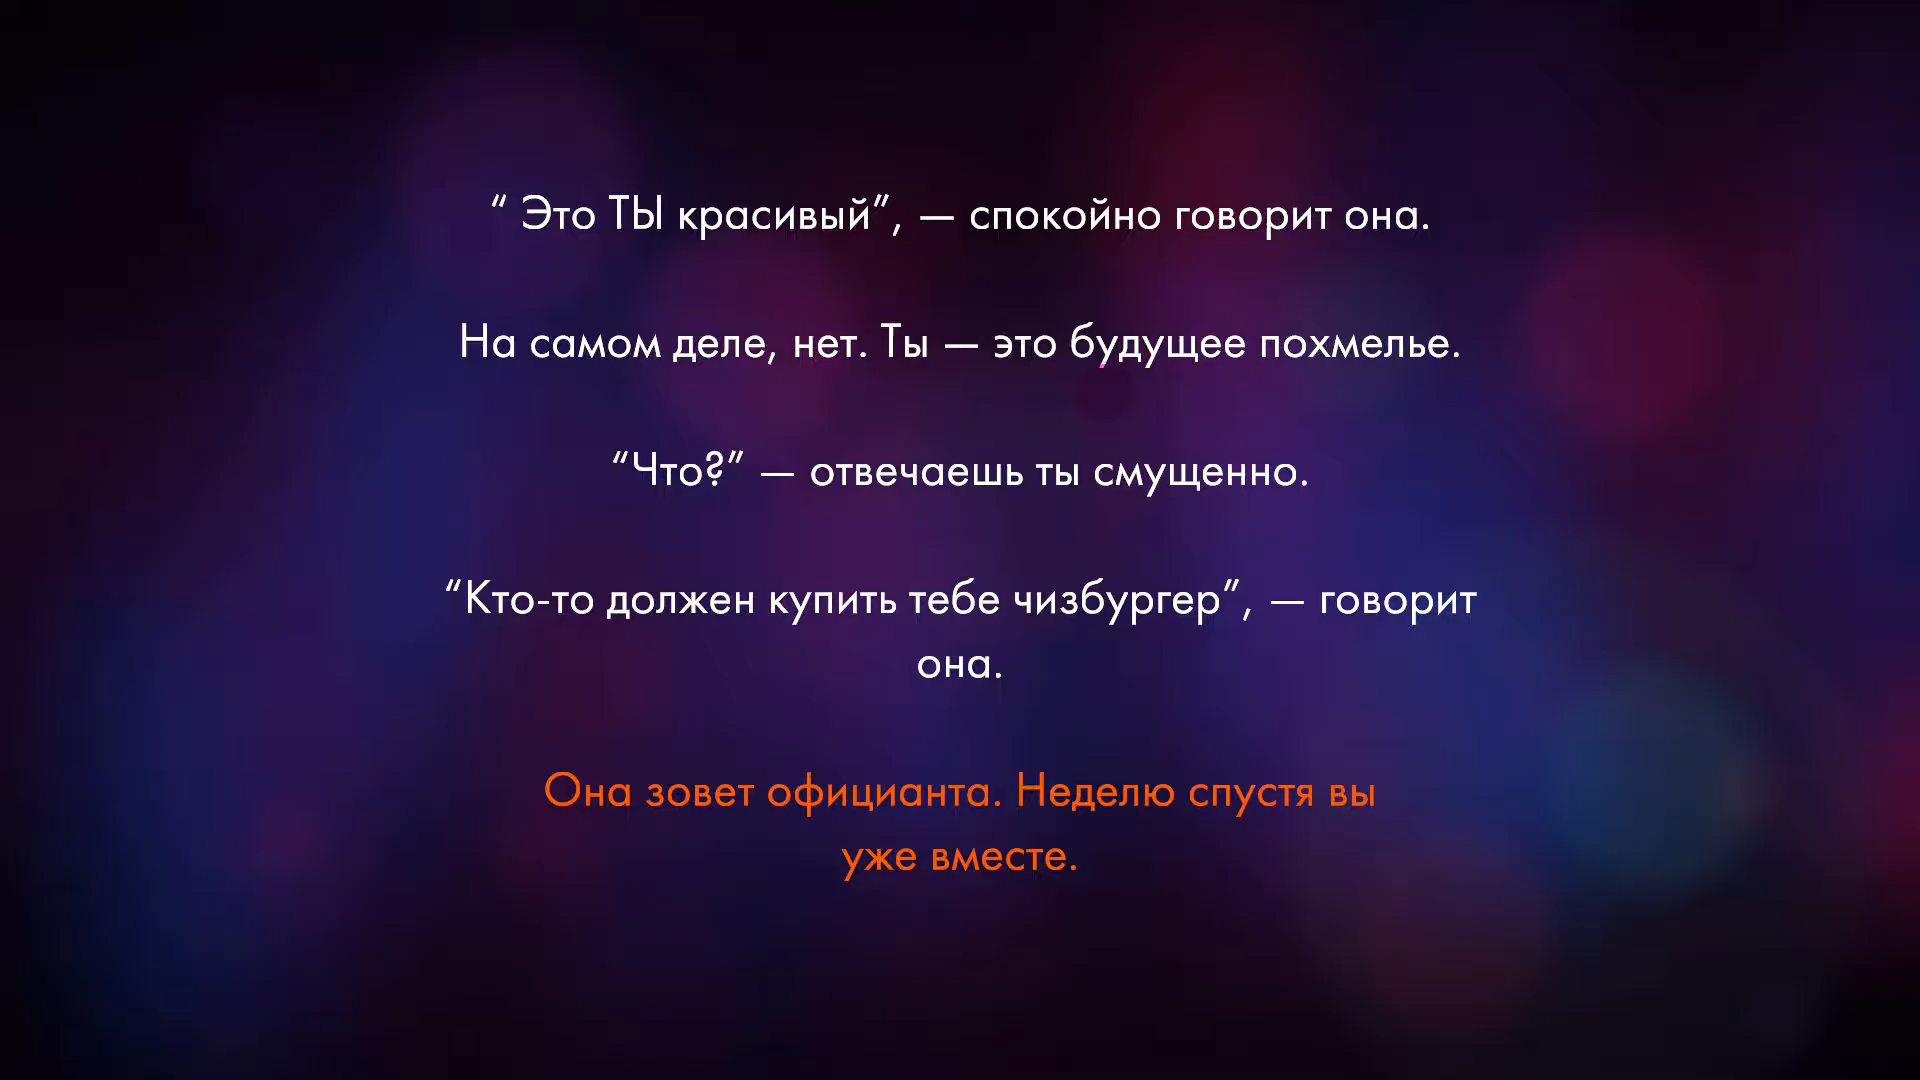 “ Это ТЫ красивый”, — спокойно говорит она.
На самом деле, нет. Ты — это будущее похмелье.
“Что?” — отвечаешь ты смущенно.
“Кто-то должен купить тебе чизбургер”, — говорит
она.
Она зовет официанта. Неделю спустя вы
уже вместе.